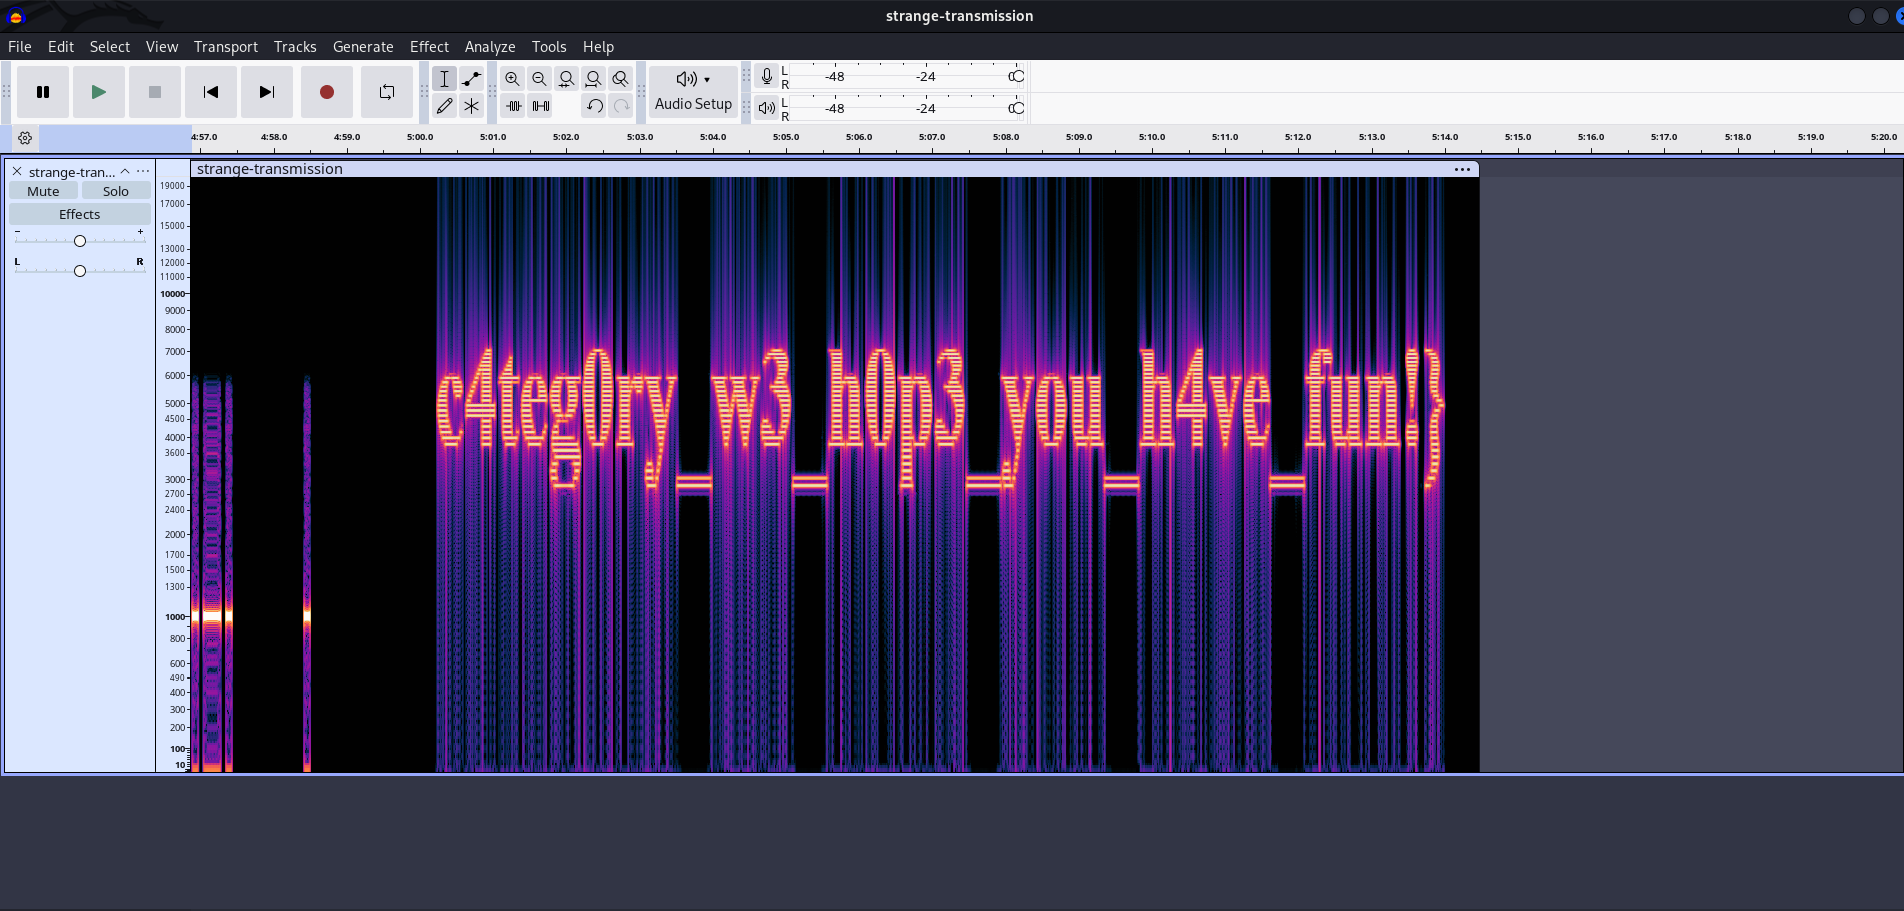 strange-transmission
File Edit Select View Transport Tracks Generate Effect Analyze Tools Help
Audio Setup
L R -48 -24 0
L R -48 -24 0
4:57.0 4:58.0 4:59.0 5:00.0 5:01.0 5:02.0 5:03.0 5:04.0 5:05.0 5:06.0 5:07.0 5:08.0 5:09.0 5:10.0 5:11.0 5:12.0 5:13.0 5:14.0 5:15.0 5:16.0 5:17.0 5:18.0 5:19.0 5:20.0
strange-tran... ...
Mute Solo
Effects
- +
L R
strange-transmission ...
19000
17000
15000
13000
12000
11000
10000
9000
8000
7000
6000
5000
4500
4000
3600
3000
2700
2400
2000
1700
1500
1300
1000
800
600
490
400
300
200
100
10
c4teg0ry_w3_h0p3_you_h4ve_fun!}